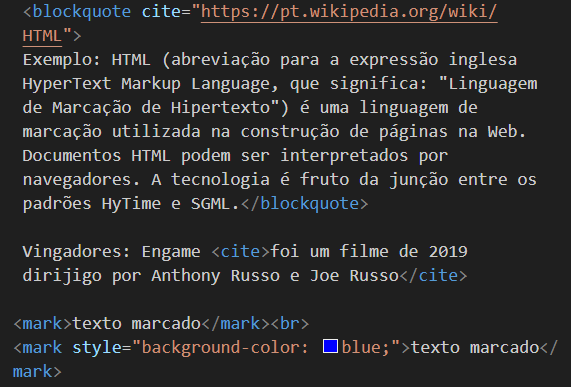 <blockquote cite="https://pt.wikipedia.org/wiki/
HTML">
Exemplo: HTML (abreviação para a expressão inglesa
HyperText Markup Language, que significa: "Linguagem
de Marcação de Hipertexto") é uma linguagem de
marcação utilizada na construção de páginas na Web.
Documentos HTML podem ser interpretados por
navegadores. A tecnologia é fruto da junção entre os
padrões HyTime e SGML.</blockquote>
Vingadores: Engame <cite>foi um filme de 2019
dirijigo por Anthony Russo e Joe Russo</cite>
<mark>texto marcado</mark><br>
<mark style="background-color: blue;">texto marcado</
mark>